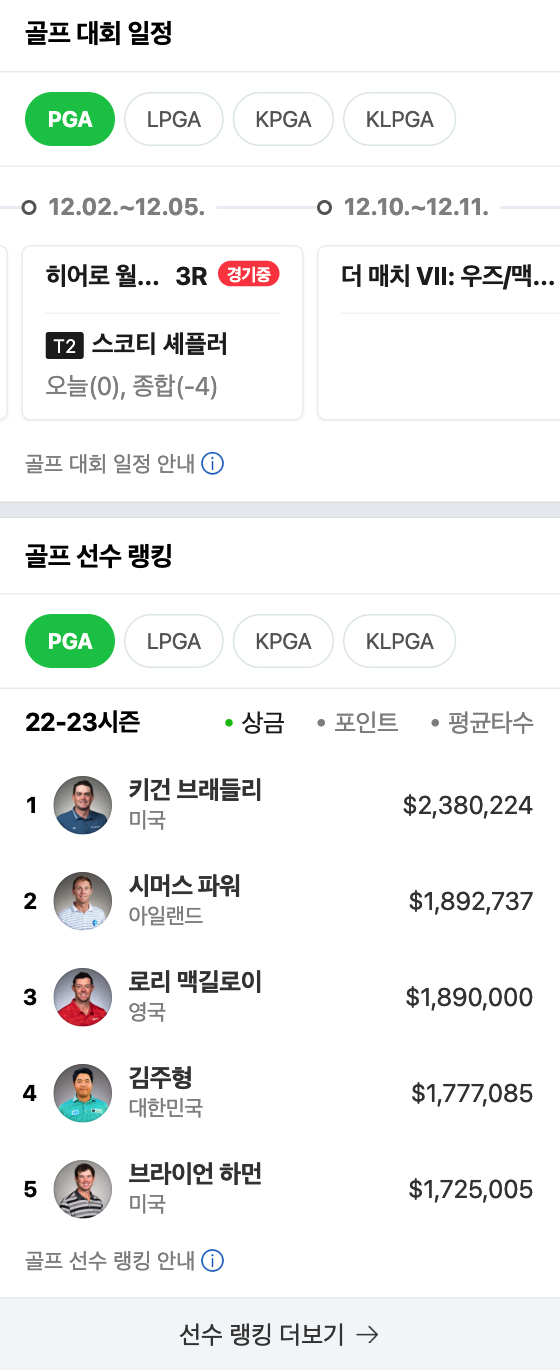 골프 대회 일정
PGA LPGA KPGA KLPGA
12.02.~12.05. 12.10.~12.11.
히어로 월... 3R 경기중
T2 스코티 셰플러
오늘(0), 종합(-4)
더 매치 VII: 우즈/맥...
골프 대회 일정 안내 i
골프 선수 랭킹
PGA LPGA KPGA KLPGA
22-23시즌 • 상금 • 포인트 • 평균타수
1 키건 브래들리 $2,380,224
미국
2 시머스 파워 $1,892,737
아일랜드
3 로리 맥길로이 $1,890,000
영국
4 김주형 $1,777,085
대한민국
5 브라이언 하먼 $1,725,005
미국
골프 선수 랭킹 안내 i
선수 랭킹 더보기 →